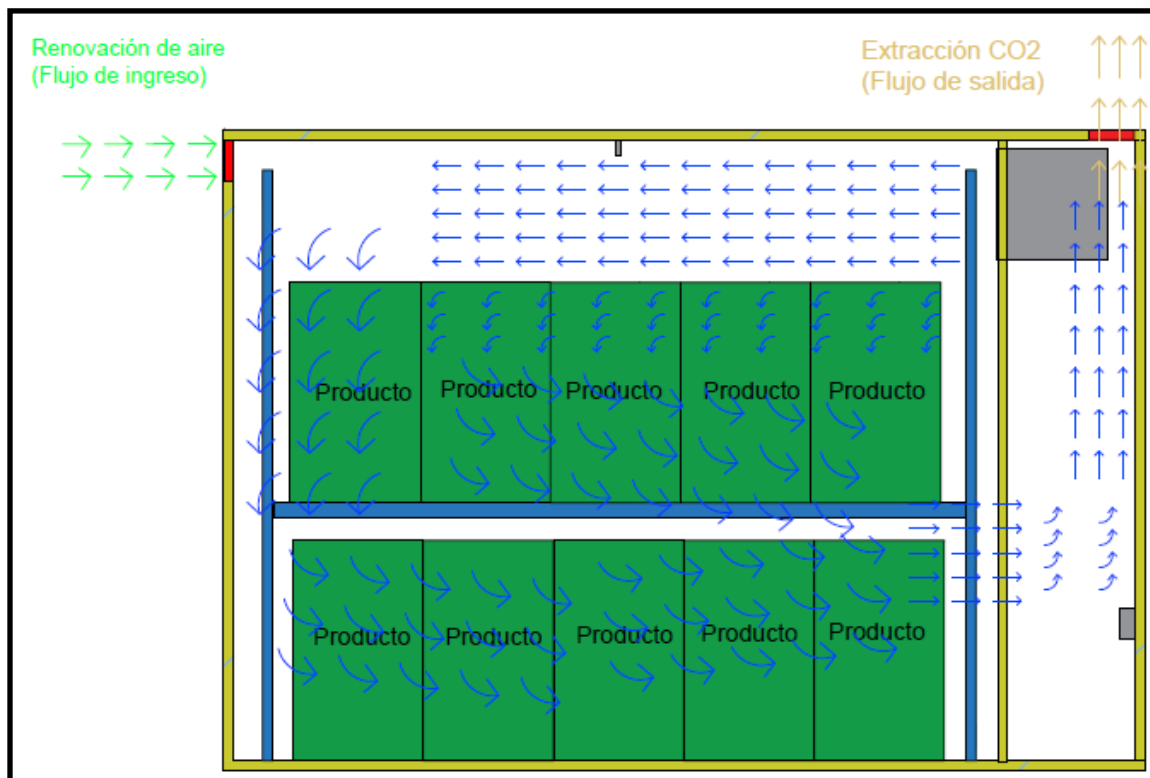 Renovación de aire
(Flujo de ingreso)
Extracción CO2
(Flujo de salida)
Producto
Producto
Producto
Producto
Producto
Producto
Producto
Producto
Producto
Producto